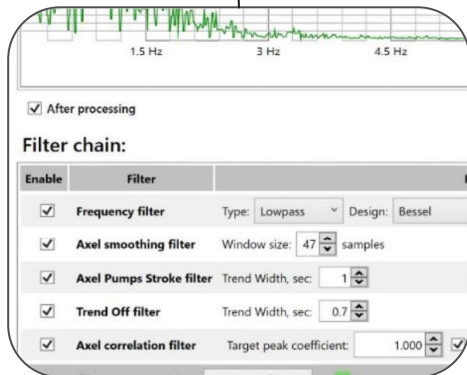 1.5 Hz 3 Hz 4.5 Hz
After processing
Filter chain:
Enable Filter
Frequency filter Type: Lowpass Design: Bessel
Axel smoothing filter Window size: 47 samples
Axel Pumps Stroke filter Trend Width, sec: 1
Trend Off filter Trend Width, sec: 0.7
Axel correlation filter Target peak coefficient: 1.000